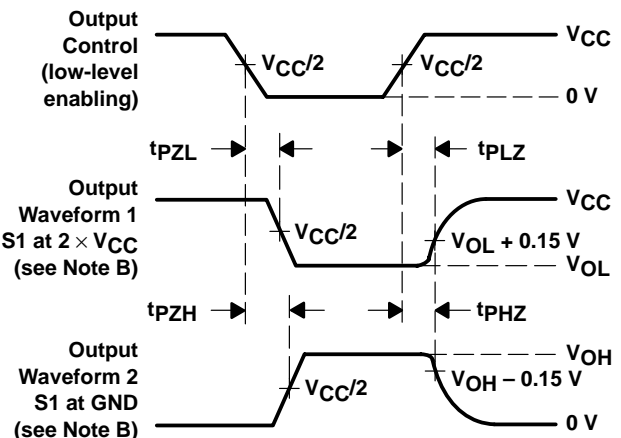 Output
Control
(low-level
enabling)
VCC/2
VCC/2
VCC
0 V
tPZL
tPLZ
Output
Waveform 1
S1 at 2 × VCC
(see Note B)
VCC/2
VCC
VOL + 0.15 V
VOL
tPZH
tPHZ
Output
Waveform 2
S1 at GND
(see Note B)
VCC/2
VOH
VOH – 0.15 V
0 V